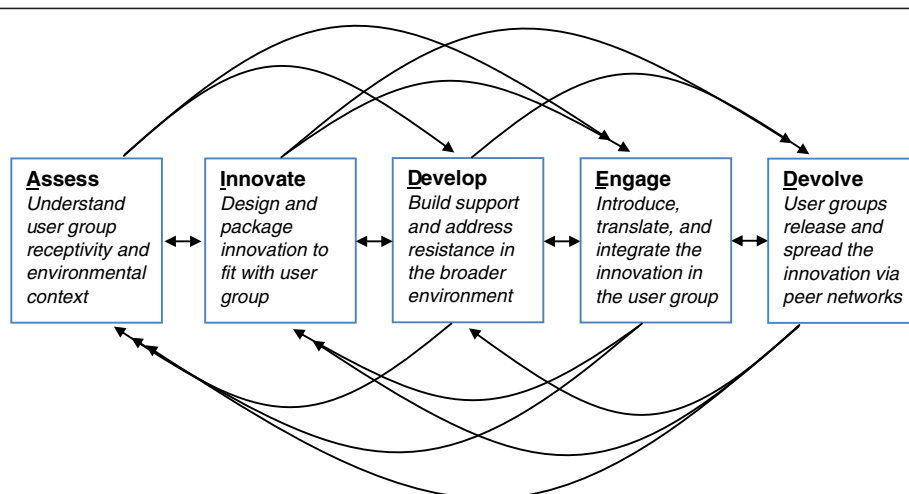 Assess
Understand
user group
receptivity and
environmental
context
Innovate
Design and
package
innovation to
fit with user
group
Develop
Build support
and address
resistance in
the broader
environment
Engage
Introduce,
translate, and
integrate the
innovation in
the user group
Devolve
User groups
release and
spread the
innovation via
peer networks